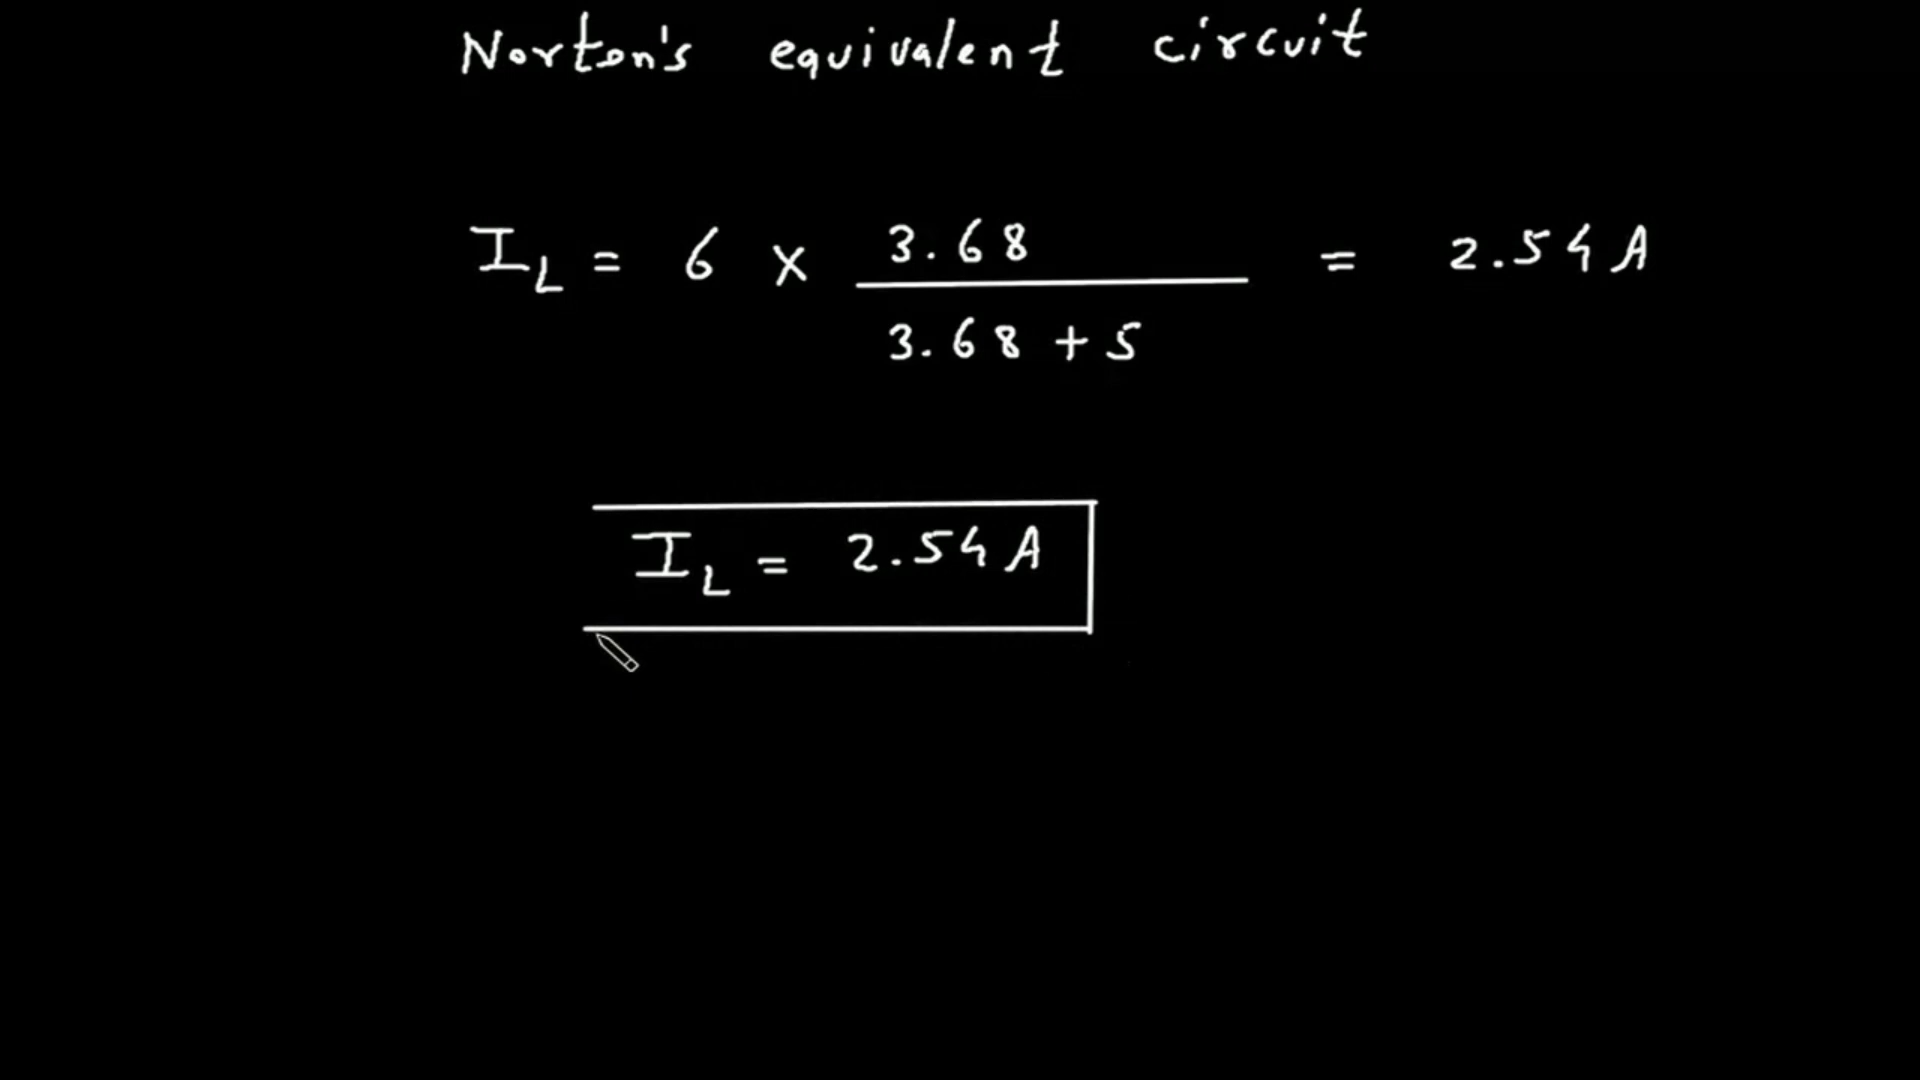 Norton's equivalent circuit
I_L = 6 × 3.68 / 3.68 + 5 = 2.54 A
I_L = 2.54 A